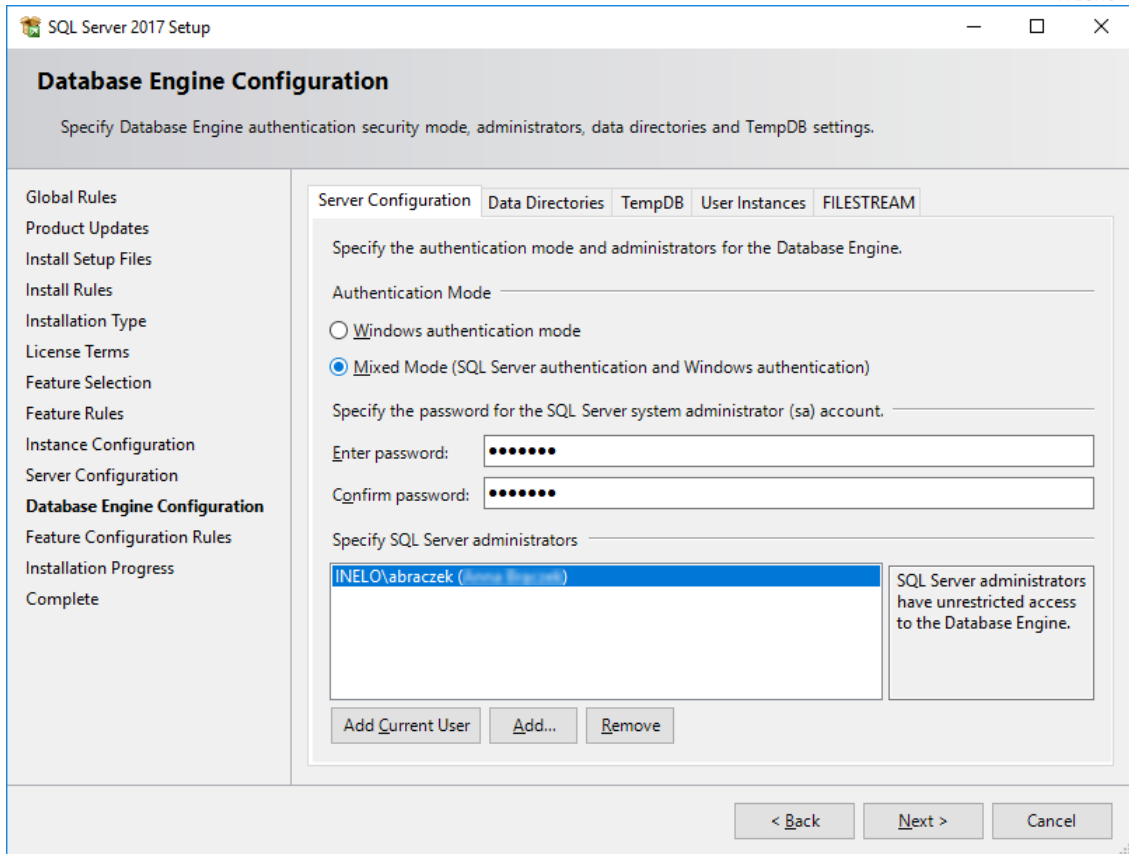 SQL Server 2017 Setup
Database Engine Configuration
Specify Database Engine authentication security mode, administrators, data directories and TempDB settings.
Global Rules
Product Updates
Install Setup Files
Install Rules
Installation Type
License Terms
Feature Selection
Feature Rules
Instance Configuration
Server Configuration
Database Engine Configuration
Feature Configuration Rules
Installation Progress
Complete
Server Configuration Data Directories TempDB User Instances FILESTREAM
Specify the authentication mode and administrators for the Database Engine.
Authentication Mode
Windows authentication mode
Mixed Mode (SQL Server authentication and Windows authentication)
Specify the password for the SQL Server system administrator (sa) account.
Enter password: •••••••
Confirm password: •••••••
Specify SQL Server administrators
INELO\abraczek ( )
SQL Server administrators
have unrestricted access
to the Database Engine.
Add Current User Add... Remove
< Back Next > Cancel